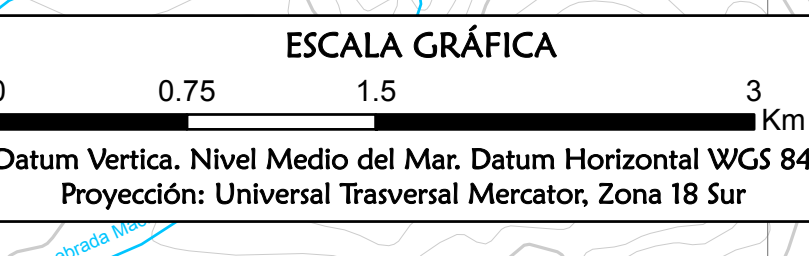 ESCALA GRÁFICA
0 0.75 1.5 3
Km
Datum Vertica. Nivel Medio del Mar. Datum Horizontal WGS 84
Proyección: Universal Trasversal Mercator, Zona 18 Sur